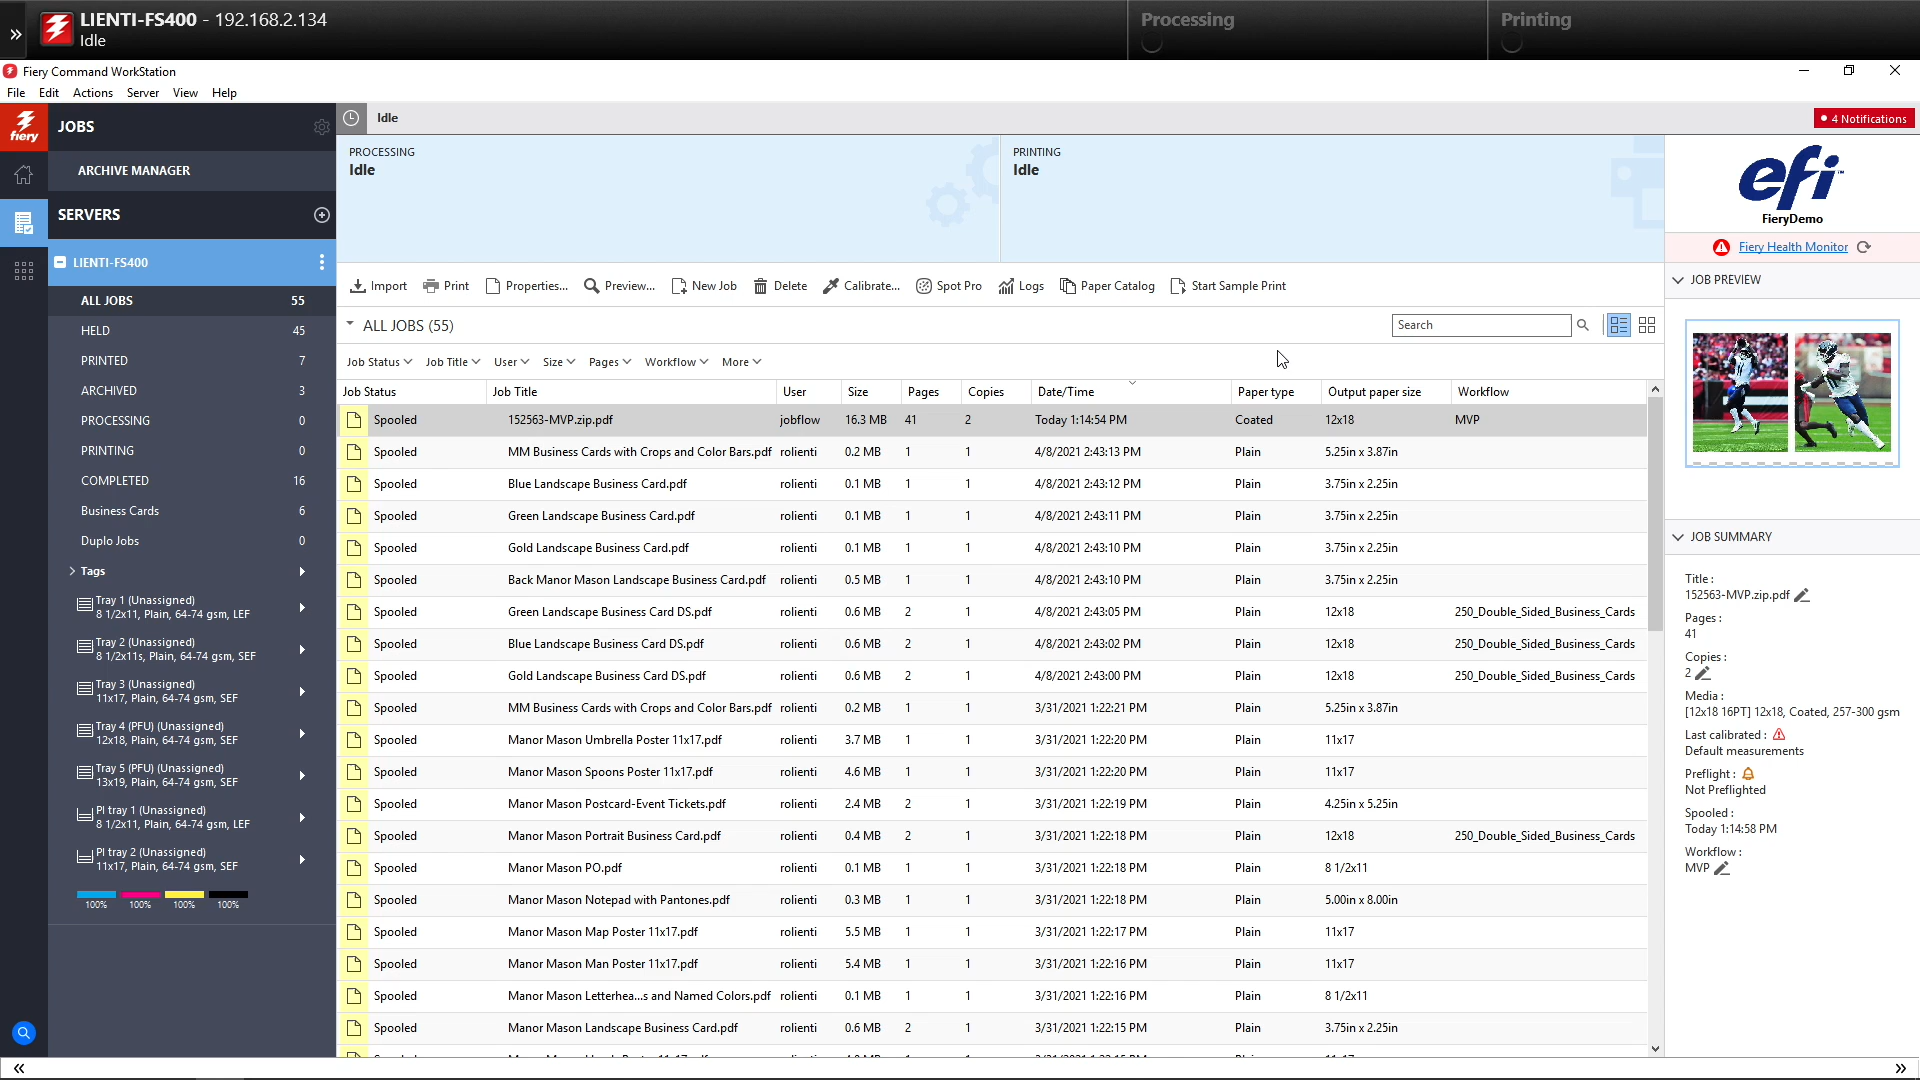 LIENTI-FS400 - 192.168.2.134
Idle
Processing
Printing
Fiery Command WorkStation
File Edit Actions Server View Help
fiery
JOBS
ARCHIVE MANAGER
SERVERS
LIENTI-FS400
ALL JOBS 55
HELD 45
PRINTED 7
ARCHIVED 3
PROCESSING 0
PRINTING 0
COMPLETED 16
Business Cards 6
Duplo Jobs 0
Tags
Tray 1 (Unassigned)
8 1/2x11, Plain, 64-74 gsm, LEF
Tray 2 (Unassigned)
8 1/2x11s, Plain, 64-74 gsm, SEF
Tray 3 (Unassigned)
11x17, Plain, 64-74 gsm, SEF
Tray 4 (PFU) (Unassigned)
12x18, Plain, 64-74 gsm, SEF
Tray 5 (PFU) (Unassigned)
13x19, Plain, 64-74 gsm, SEF
PI tray 1 (Unassigned)
8 1/2x11, Plain, 64-74 gsm, LEF
PI tray 2 (Unassigned)
11x17, Plain, 64-74 gsm, SEF
100% 100% 100% 100%
Idle
4 Notifications
PROCESSING
Idle
PRINTING
Idle
Import Print Properties... Preview... New Job Delete Calibrate... Spot Pro Logs Paper Catalog Start Sample Print
ALL JOBS (55)
Search
Job Status Job Title User Size Pages Workflow More
Job Status Job Title User Size Pages Copies Date/Time Paper type Output paper size Workflow
Spooled 152563-MVP.zip.pdf jobflow 16.3 MB 41 2 Today 1:14:54 PM Coated 12x18 MVP
Spooled MM Business Cards with Crops and Color Bars.pdf rolienti 0.2 MB 1 1 4/8/2021 2:43:13 PM Plain 5.25in x 3.87in
Spooled Blue Landscape Business Card.pdf rolienti 0.1 MB 1 1 4/8/2021 2:43:12 PM Plain 3.75in x 2.25in
Spooled Green Landscape Business Card.pdf rolienti 0.1 MB 1 1 4/8/2021 2:43:11 PM Plain 3.75in x 2.25in
Spooled Gold Landscape Business Card.pdf rolienti 0.1 MB 1 1 4/8/2021 2:43:10 PM Plain 3.75in x 2.25in
Spooled Back Manor Mason Landscape Business Card.pdf rolienti 0.5 MB 1 1 4/8/2021 2:43:10 PM Plain 3.75in x 2.25in
Spooled Green Landscape Business Card DS.pdf rolienti 0.6 MB 2 1 4/8/2021 2:43:05 PM Plain 12x18 250_Double_Sided_Business_Cards
Spooled Blue Landscape Business Card DS.pdf rolienti 0.6 MB 2 1 4/8/2021 2:43:02 PM Plain 12x18 250_Double_Sided_Business_Cards
Spooled Gold Landscape Business Card DS.pdf rolienti 0.6 MB 2 1 4/8/2021 2:43:00 PM Plain 12x18 250_Double_Sided_Business_Cards
Spooled MM Business Cards with Crops and Color Bars.pdf rolienti 0.2 MB 1 1 3/31/2021 1:22:21 PM Plain 5.25in x 3.87in
Spooled Manor Mason Umbrella Poster 11x17.pdf rolienti 3.7 MB 1 1 3/31/2021 1:22:20 PM Plain 11x17
Spooled Manor Mason Spoons Poster 11x17.pdf rolienti 4.6 MB 1 1 3/31/2021 1:22:20 PM Plain 11x17
Spooled Manor Mason Postcard-Event Tickets.pdf rolienti 2.4 MB 2 1 3/31/2021 1:22:19 PM Plain 4.25in x 5.25in
Spooled Manor Mason Portrait Business Card.pdf rolienti 0.4 MB 2 1 3/31/2021 1:22:18 PM Plain 12x18 250_Double_Sided_Business_Cards
Spooled Manor Mason PO.pdf rolienti 0.1 MB 1 1 3/31/2021 1:22:18 PM Plain 8 1/2x11
Spooled Manor Mason Notepad with Pantones.pdf rolienti 0.3 MB 1 1 3/31/2021 1:22:18 PM Plain 5.00in x 8.00in
Spooled Manor Mason Map Poster 11x17.pdf rolienti 5.5 MB 1 1 3/31/2021 1:22:17 PM Plain 11x17
Spooled Manor Mason Man Poster 11x17.pdf rolienti 5.4 MB 1 1 3/31/2021 1:22:16 PM Plain 11x17
Spooled Manor Mason Letterhea...s and Named Colors.pdf rolienti 0.1 MB 1 1 3/31/2021 1:22:16 PM Plain 8 1/2x11
Spooled Manor Mason Landscape Business Card.pdf rolienti 0.6 MB 2 1 3/31/2021 1:22:15 PM Plain 3.75in x 2.25in
efi
FieryDemo
Fiery Health Monitor
JOB PREVIEW
JOB SUMMARY
Title :
152563-MVP.zip.pdf
Pages :
41
Copies :
2
Media :
[12x18 16PT] 12x18, Coated, 257-300 gsm
Last calibrated :
Default measurements
Preflight :
Not Preflighted
Spooled :
Today 1:14:58 PM
Workflow :
MVP